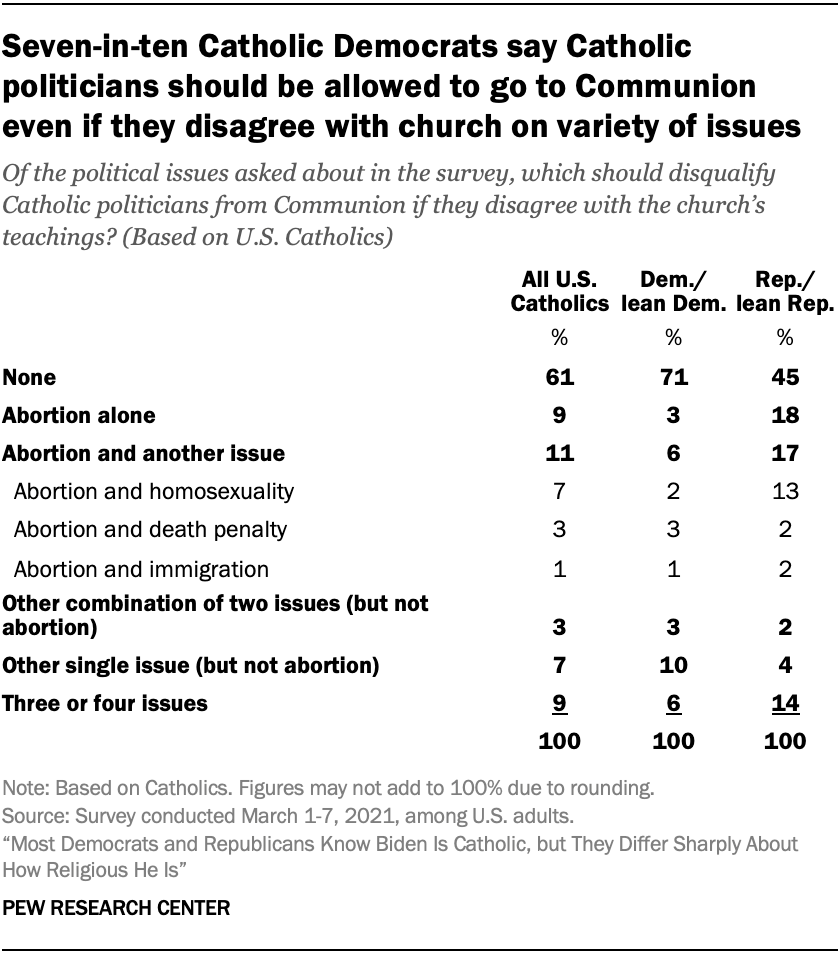 Seven-in-ten Catholic Democrats say Catholic
politicians should be allowed to go to Communion
even if they disagree with church on variety of issues
Of the political issues asked about in the survey, which should disqualify
Catholic politicians from Communion if they disagree with the church’s
teachings? (Based on U.S. Catholics)
All U.S. Dem./ Rep./
Catholics lean Dem. lean Rep.
% % %
None 61 71 45
Abortion alone 9 3 18
Abortion and another issue 11 6 17
Abortion and homosexuality 7 2 13
Abortion and death penalty 3 3 2
Abortion and immigration 1 1 2
Other combination of two issues (but not
abortion) 3 3 2
Other single issue (but not abortion) 7 10 4
Three or four issues 9 6 14
100 100 100
Note: Based on Catholics. Figures may not add to 100% due to rounding.
Source: Survey conducted March 1-7, 2021, among U.S. adults.
“Most Democrats and Republicans Know Biden Is Catholic, but They Differ Sharply About
How Religious He Is”
PEW RESEARCH CENTER